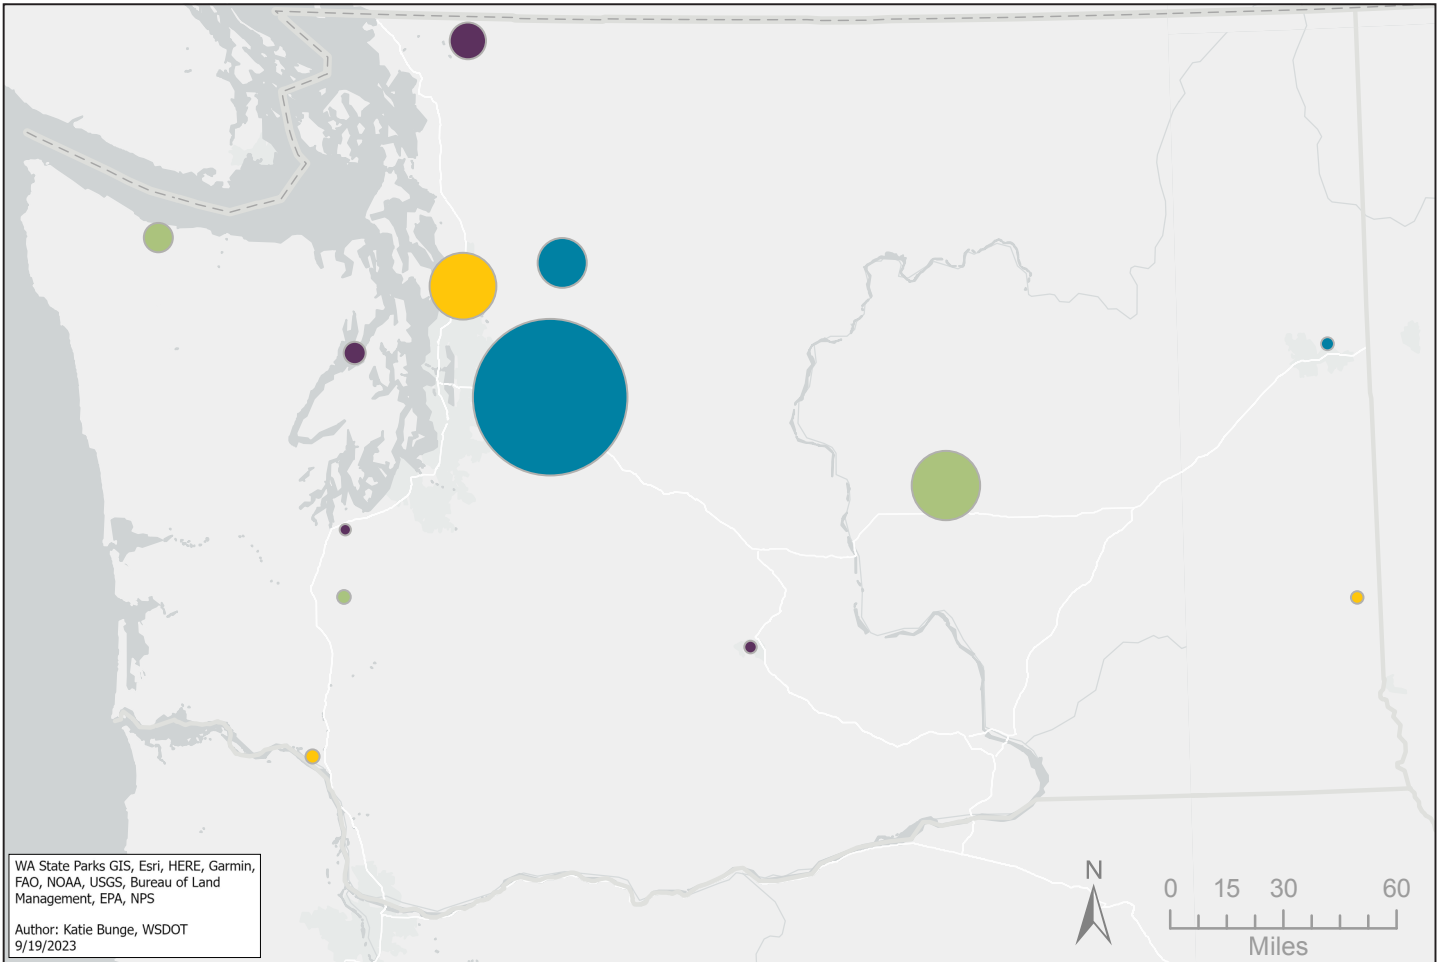 WA State Parks GIS, Esri, HERE, Garmin,
FAO, NOAA, USGS, Bureau of Land
Management, EPA, NPS
Author: Katie Bunge, WSDOT
9/19/2023
N
0 15 30 60
Miles